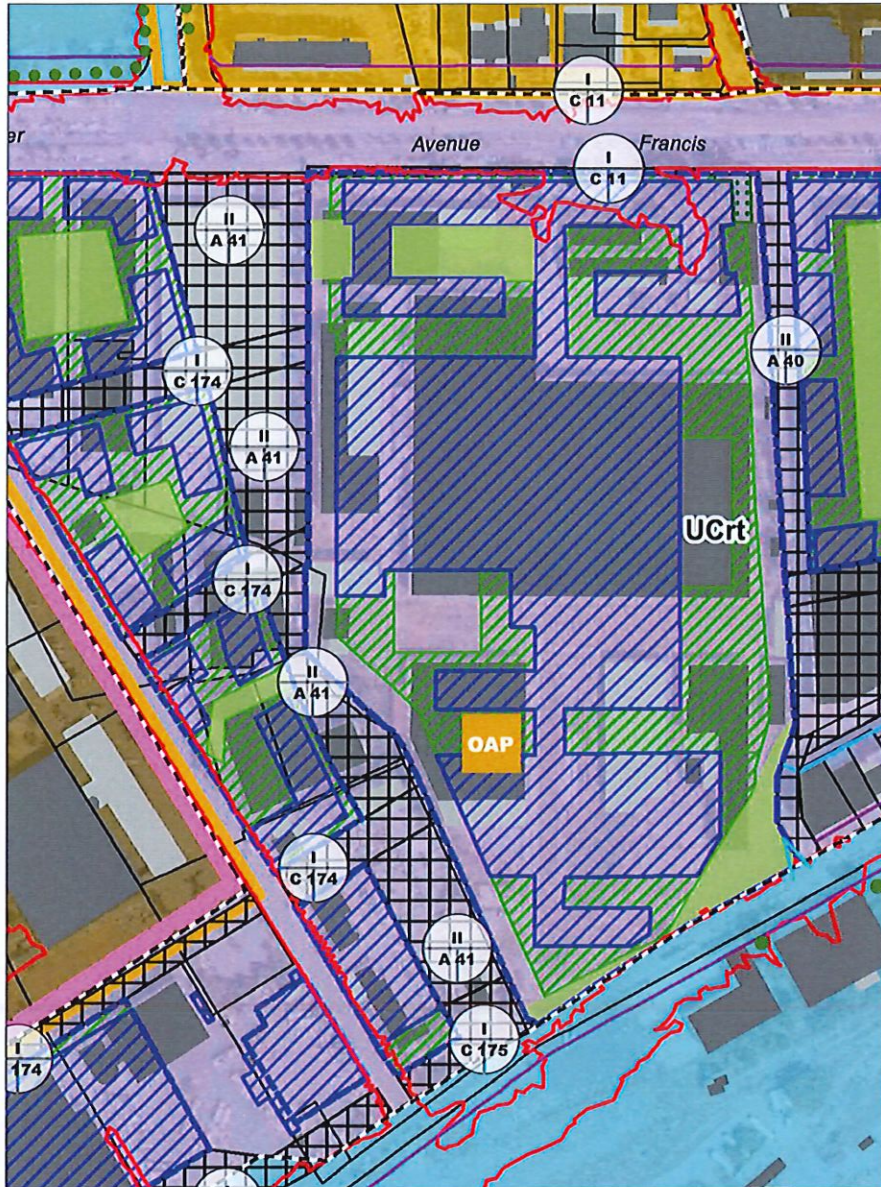 I
C 11
er
Avenue
Francis
I
C 11
II
A 41
II
A 40
I
C 174
II
A 41
UCrt
I
C 174
II
A 41
OAP
I
C 174
II
A 41
I
C 175
I
174